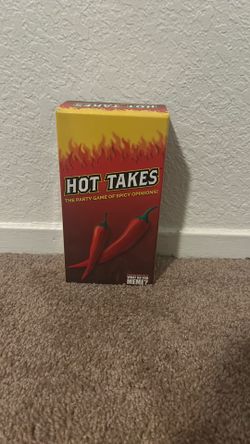 HOT TAKES
HOT TAKES
THE PARTY GAME OF SPICY OPINIONS!
WHAT DO YOU
MEME?